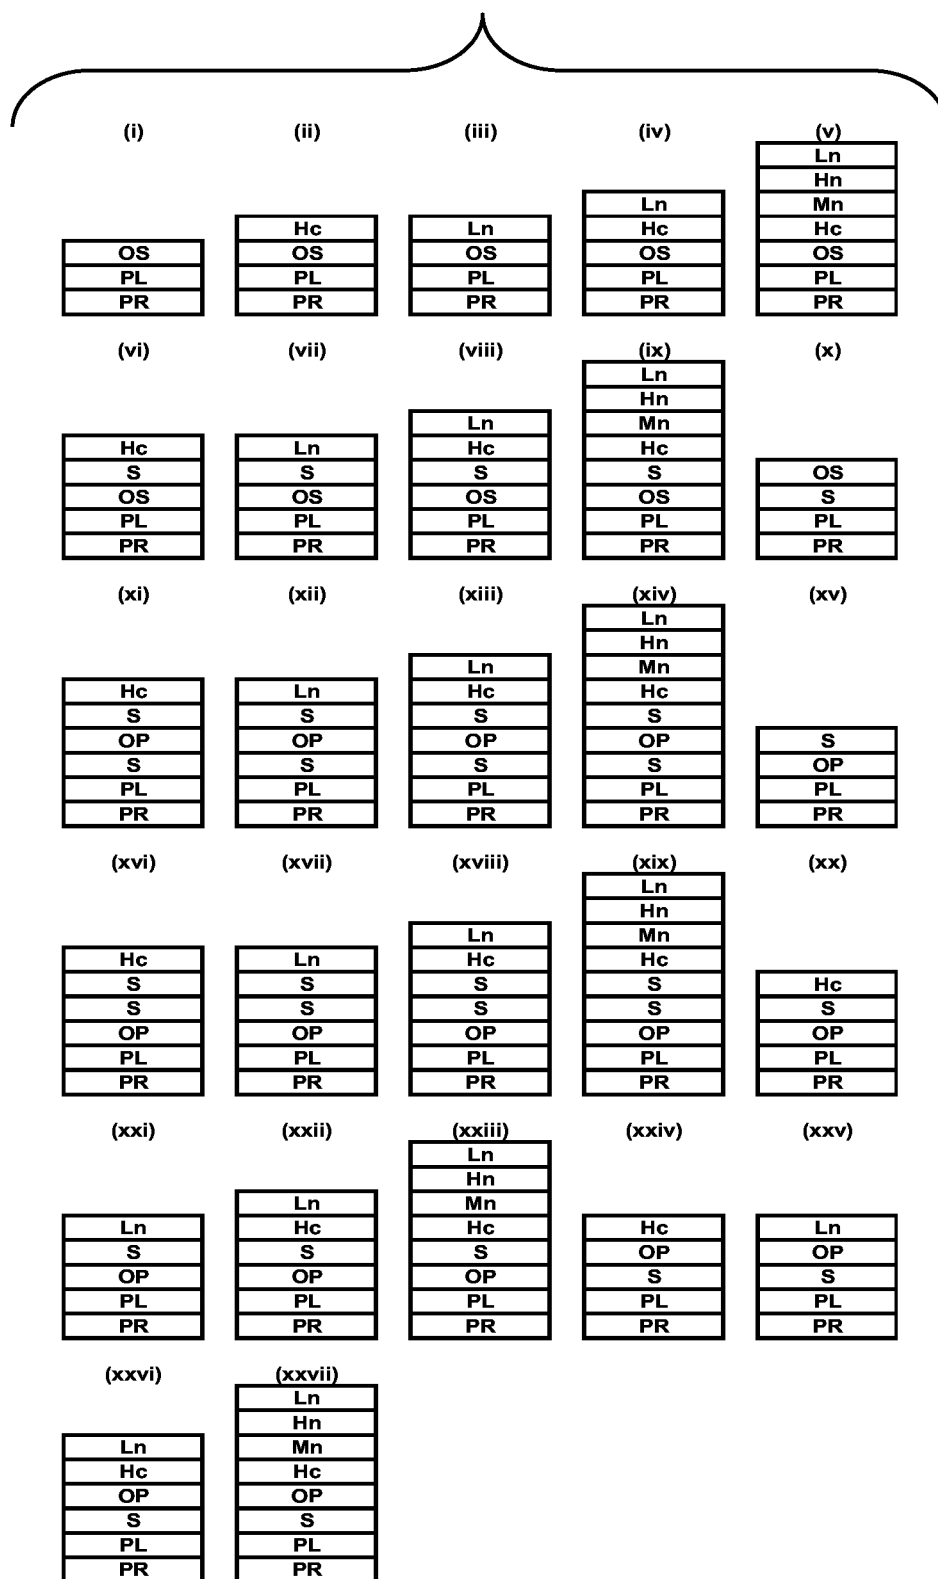 (i) (ii) (iii) (iv) (v)
Ln
Hn
Ln Mn
Hc Ln Hc Hc
OS OS OS OS OS
PL PL PL PL PL
PR PR PR PR PR
(vi) (vii) (viii) (ix) (x)
Ln
Hn
Ln Mn
Hc Ln Hc Hc
S S S S OS
OS OS OS OS S
PL PL PL PL PL
PR PR PR PR PR
(xi) (xii) (xiii) (xiv) (xv)
Ln
Hn
Ln Mn
Hc Ln Hc Hc
S S S S
OP OP OP OP S
S S S S OP
PL PL PL PL PL
PR PR PR PR PR
(xvi) (xvii) (xviii) (xix) (xx)
Ln
Hn
Ln Mn
Hc Ln Hc Hc
S S S S Hc
S S S S S
OP OP OP OP OP
PL PL PL PL PL
PR PR PR PR PR
(xxi) (xxii) (xxiii) (xxiv) (xxv)
Ln
Hn
Ln Mn
Ln Hc Hc Hc Ln
S S S OP OP
OP OP OP S S
PL PL PL PL PL
PR PR PR PR PR
(xxvi) (xxvii)
Ln
Hn
Ln Mn
Hc Hc
OP OP
S S
PL PL
PR PR